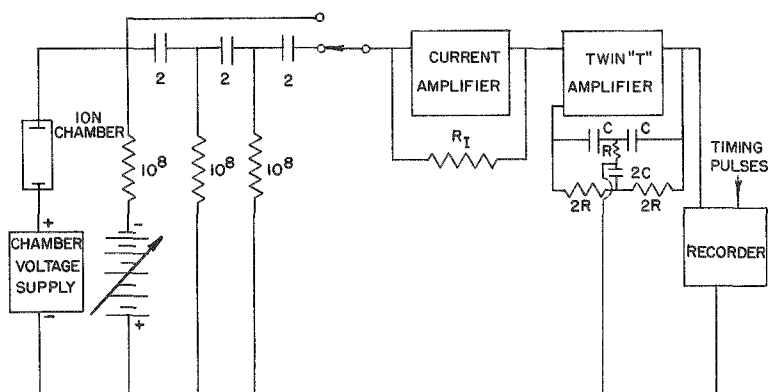 ION
CHAMBER
+
CHAMBER
VOLTAGE
SUPPLY
-
2
2
2
10⁸
10⁸
10⁸
-
+
CURRENT
AMPLIFIER
R_I
TWIN "T"
AMPLIFIER
C
C
R
2C
2R
2R
TIMING
PULSES
RECORDER